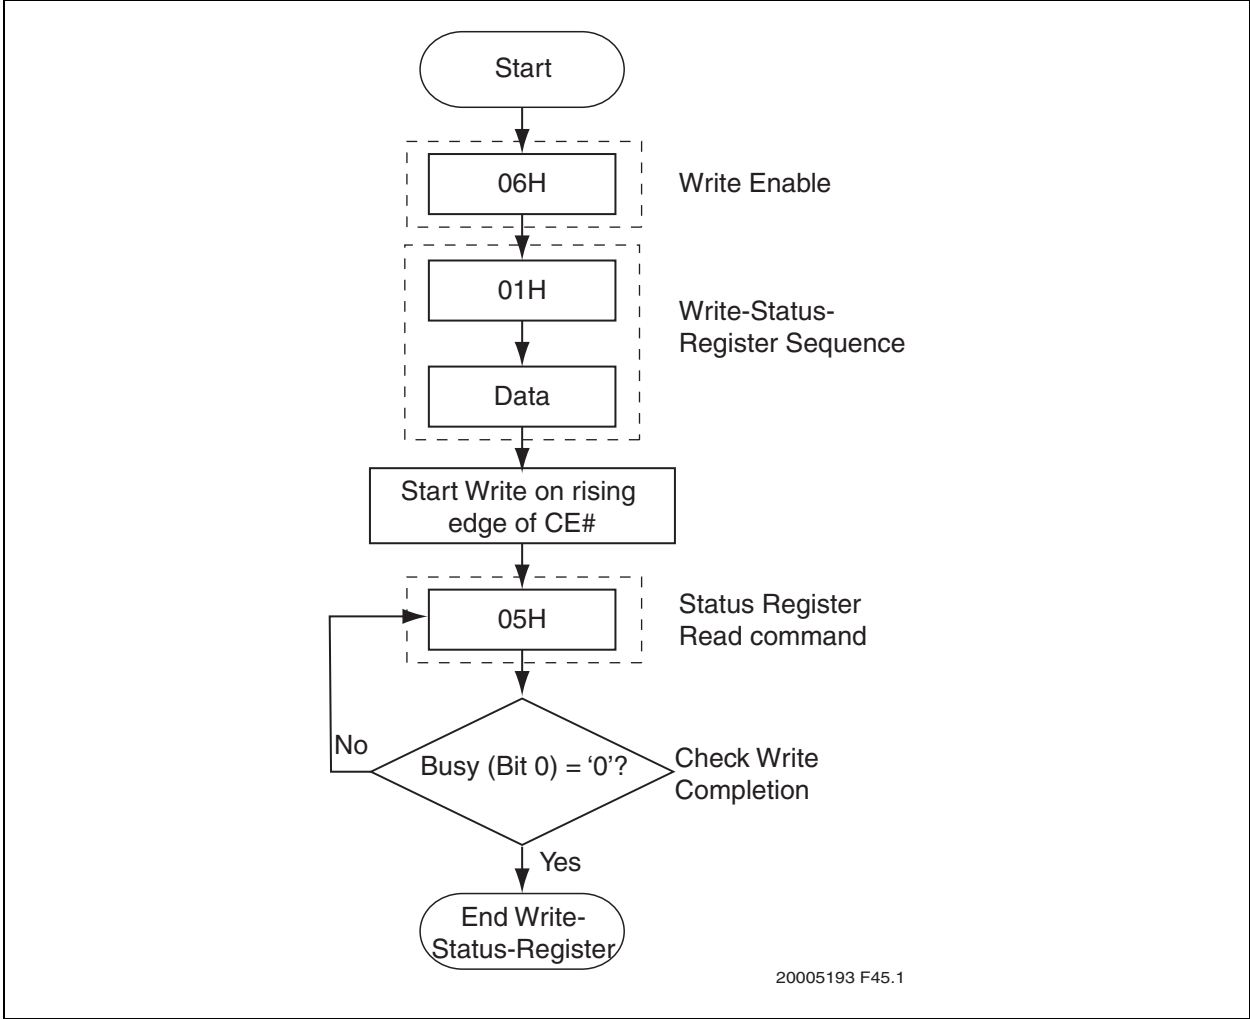 Start
06H
Write Enable
01H
Write-Status-
Register Sequence
Data
Start Write on rising
edge of CE#
05H
Status Register
Read command
No
Busy (Bit 0) = ‘0’?
Check Write
Completion
Yes
End Write-
Status-Register
20005193 F45.1